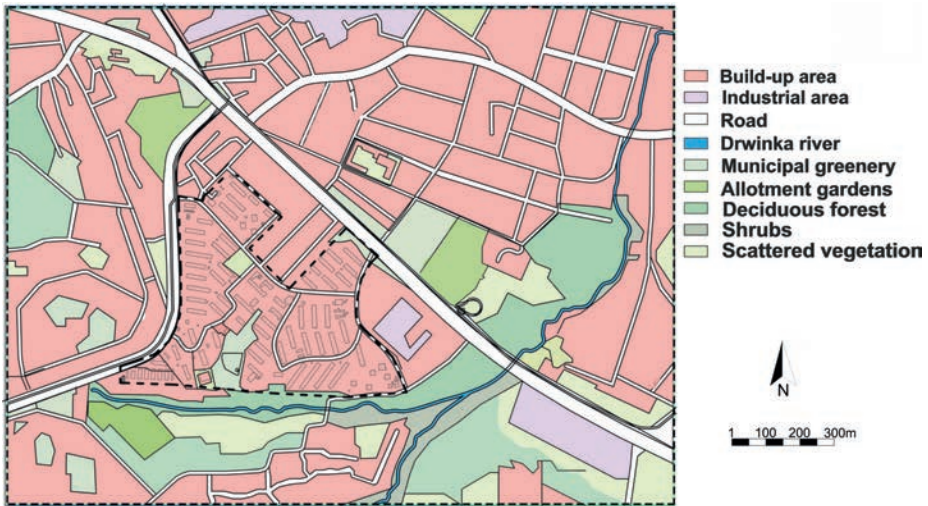 Build-up area
Industrial area
Road
Drwinka river
Municipal greenery
Allotment gardens
Deciduous forest
Shrubs
Scattered vegetation
N
1 100 200 300m